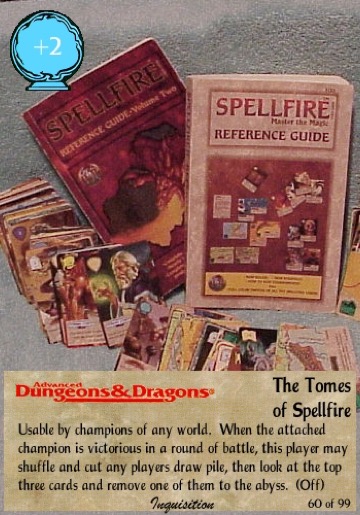 +2
SPELLFIRE
REFERENCE GUIDE-Volume Two
SPELLFIRE
Master the Magic
REFERENCE GUIDE
Advanced
Dungeons&Dragons®
The Tomes
of Spellfire
Usable by champions of any world. When the attached
champion is victorious in a round of battle, this player may
shuffle and cut any players draw pile, then look at the top
three cards and remove one of them to the abyss. (Off)
Inquisition
60 of 99